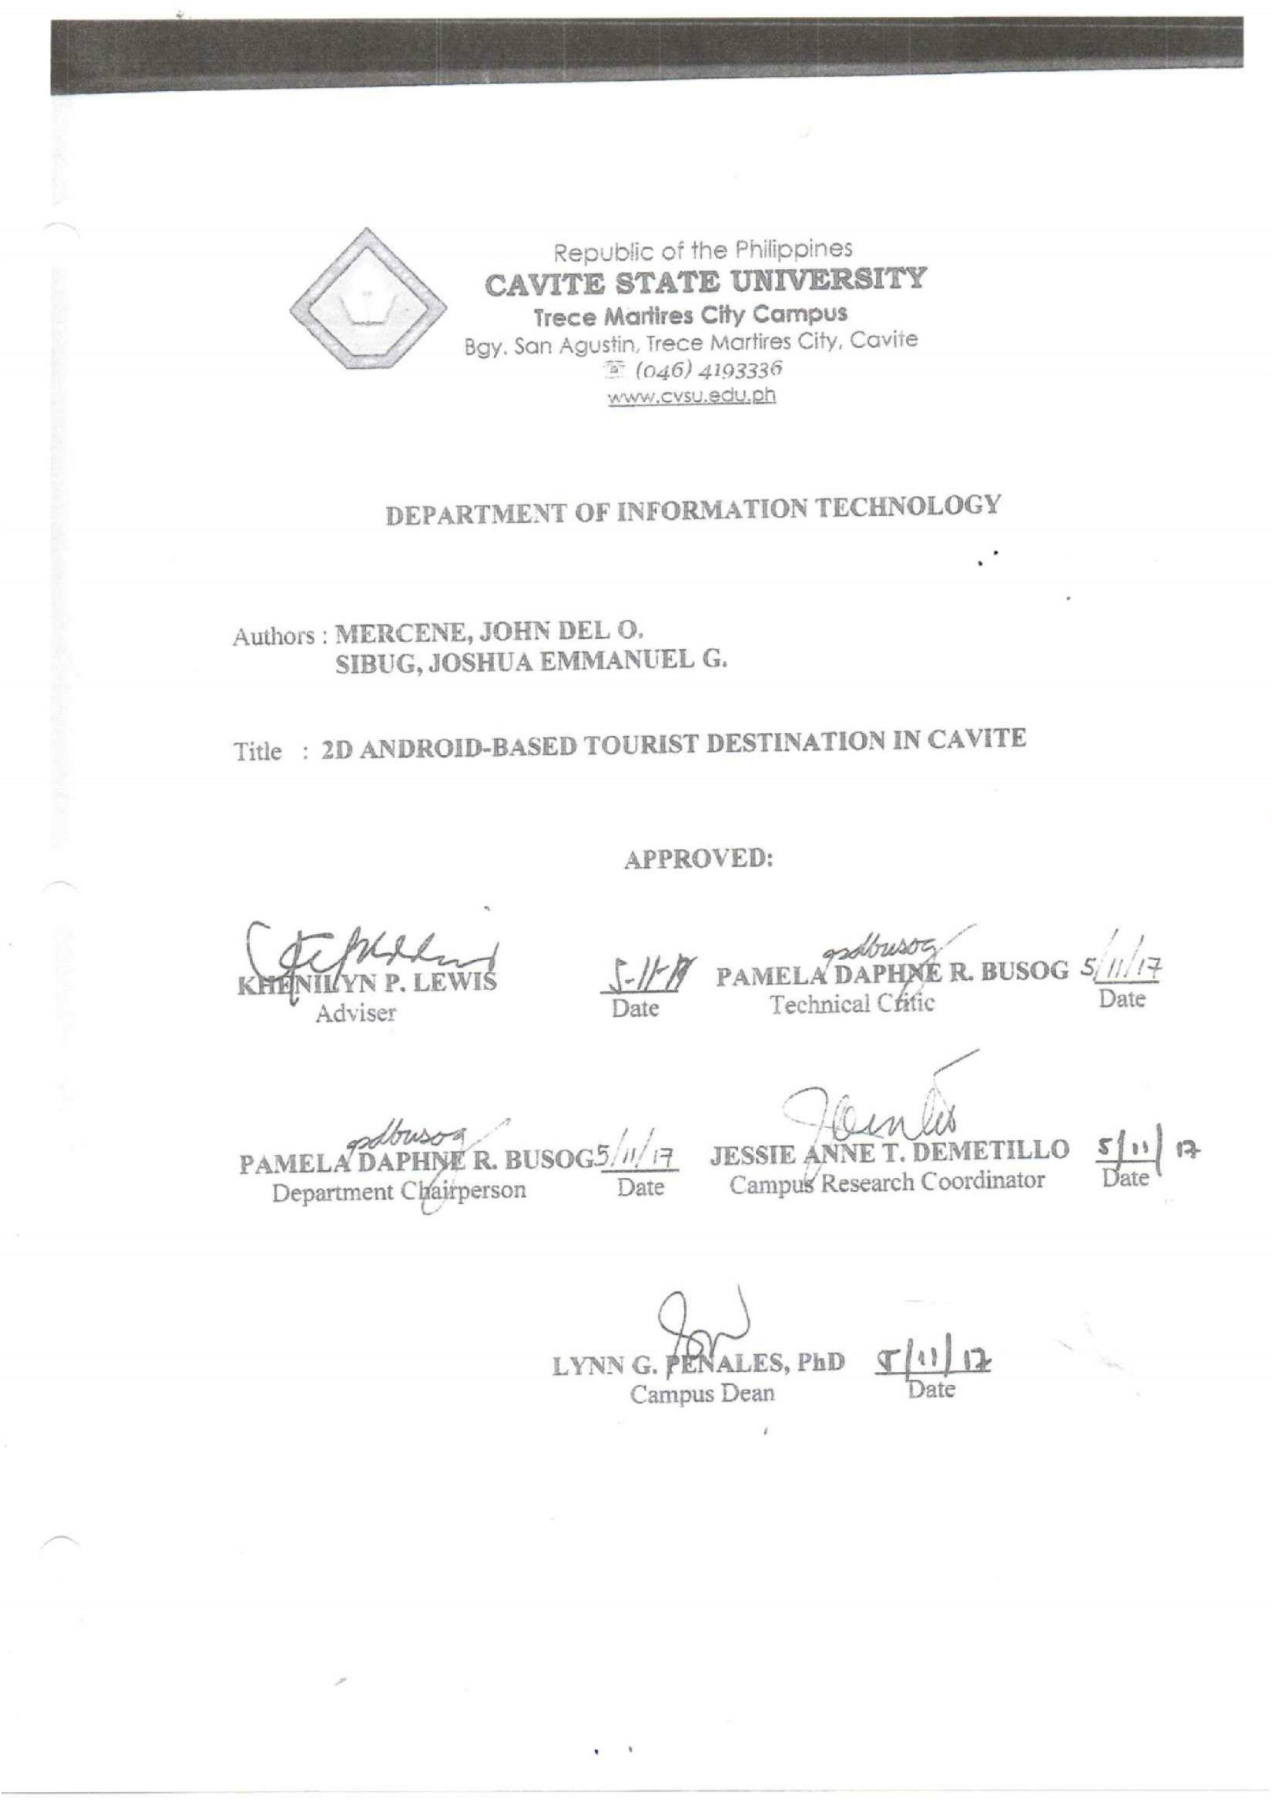 Republic of the Philippines
CAVITE STATE UNIVERSITY
Trece Martires City Campus
Bgy. San Agustin, Trece Martires City, Cavite
☏ (046) 4193336
www.cvsu.edu.ph
DEPARTMENT OF INFORMATION TECHNOLOGY
Authors : MERCENE, JOHN DEL O.
SIBUG, JOSHUA EMMANUEL G.
Title : 2D ANDROID-BASED TOURIST DESTINATION IN CAVITE
APPROVED:
KHENILYN P. LEWIS 5-11-17
Adviser Date
pdbusog
PAMELA DAPHNE R. BUSOG 5/11/17
Technical Critic Date
pdbusog
PAMELA DAPHNE R. BUSOG 5/11/17
Department Chairperson Date
JESSIE ANNE T. DEMETILLO 5/11/17
Campus Research Coordinator Date
LYNN G. PENALES, PhD 5/11/17
Campus Dean Date